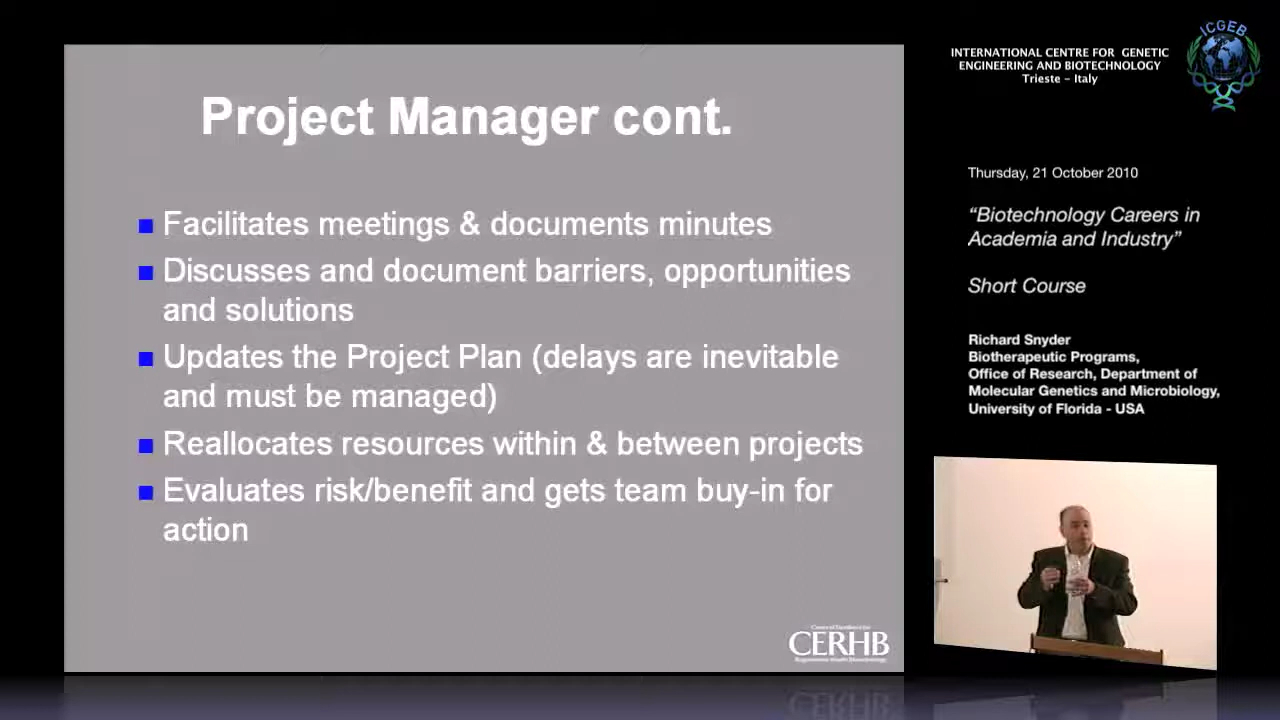 Project Manager cont.
Facilitates meetings & documents minutes
Discusses and document barriers, opportunities
and solutions
Updates the Project Plan (delays are inevitable
and must be managed)
Reallocates resources within & between projects
Evaluates risk/benefit and gets team buy-in for
action
CERHB
ICGEB
INTERNATIONAL CENTRE FOR GENETIC
ENGINEERING AND BIOTECHNOLOGY
Trieste - Italy
Thursday, 21 October 2010
“Biotechnology Careers in
Academia and Industry”
Short Course
Richard Snyder
Biotherapeutic Programs,
Office of Research, Department of
Molecular Genetics and Microbiology,
University of Florida - USA